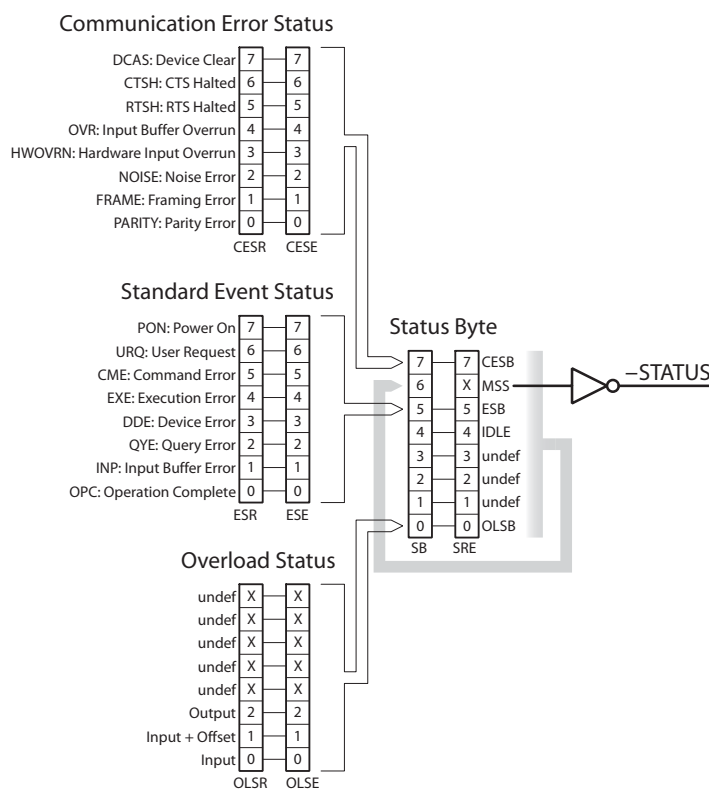 Communication Error Status
DCAS: Device Clear 7 7
CTSH: CTS Halted 6 6
RTSH: RTS Halted 5 5
OVR: Input Buffer Overrun 4 4
HWOVRN: Hardware Input Overrun 3 3
NOISE: Noise Error 2 2
FRAME: Framing Error 1 1
PARITY: Parity Error 0 0
CESR CESE
Standard Event Status
PON: Power On 7 7
URQ: User Request 6 6
CME: Command Error 5 5
EXE: Execution Error 4 4
DDE: Device Error 3 3
QYE: Query Error 2 2
INP: Input Buffer Error 1 1
OPC: Operation Complete 0 0
ESR ESE
Status Byte
7 7 CESB
6 X MSS
5 5 ESB
4 4 IDLE
3 3 undef
2 2 undef
1 1 undef
0 0 OLSB
SB SRE
–STATUS
Overload Status
undef X X
undef X X
undef X X
undef X X
undef X X
Output 2 2
Input + Offset 1 1
Input 0 0
OLSR OLSE